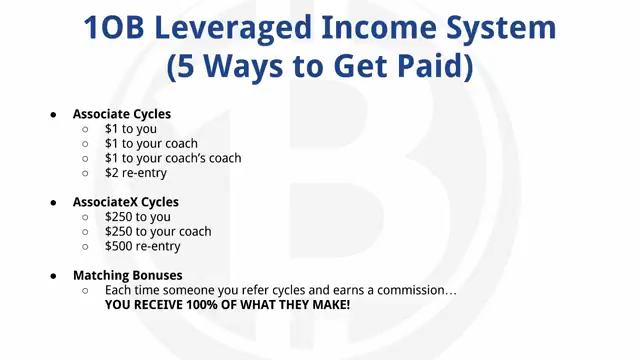 1OB Leveraged Income System
(5 Ways to Get Paid)
● Associate Cycles
○ $1 to you
○ $1 to your coach
○ $1 to your coach's coach
○ $2 re-entry
● AssociateX Cycles
○ $250 to you
○ $250 to your coach
○ $500 re-entry
● Matching Bonuses
○ Each time someone you refer cycles and earns a commission…
YOU RECEIVE 100% OF WHAT THEY MAKE!